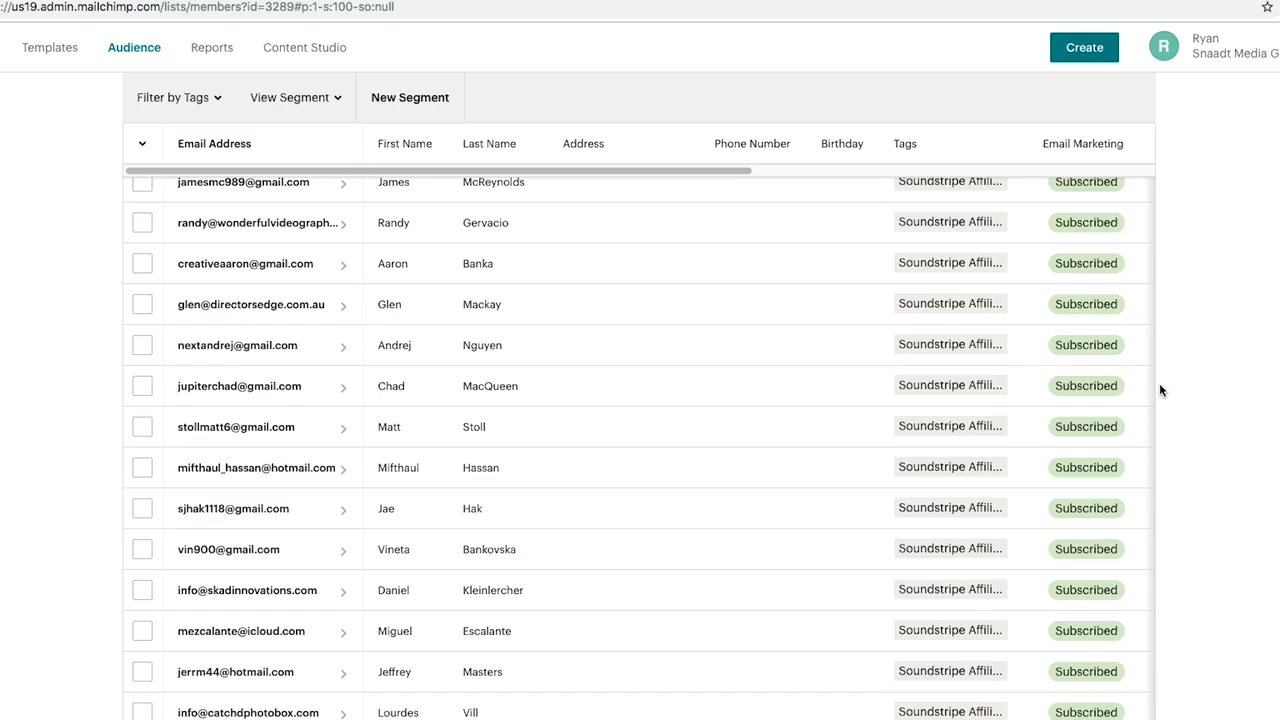 ://us19.admin.mailchimp.com/lists/members?id=3289#p:1-s:100-so:null
Templates Audience Reports Content Studio Create R Ryan
Snaadt Media G
Filter by Tags View Segment New Segment
Email Address First Name Last Name Address Phone Number Birthday Tags Email Marketing
jamesmc989@gmail.com James McReynolds Soundstripe Affili... Subscribed
randy@wonderfulvideograph... Randy Gervacio Soundstripe Affili... Subscribed
creativeaaron@gmail.com Aaron Banka Soundstripe Affili... Subscribed
glen@directorsedge.com.au Glen Mackay Soundstripe Affili... Subscribed
nextandrej@gmail.com Andrej Nguyen Soundstripe Affili... Subscribed
jupiterchad@gmail.com Chad MacQueen Soundstripe Affili... Subscribed
stollmatt6@gmail.com Matt Stoll Soundstripe Affili... Subscribed
mifthaul_hassan@hotmail.com Mifthaul Hassan Soundstripe Affili... Subscribed
sjhak1118@gmail.com Jae Hak Soundstripe Affili... Subscribed
vin900@gmail.com Vineta Bankovska Soundstripe Affili... Subscribed
info@skadinnovations.com Daniel Kleinlercher Soundstripe Affili... Subscribed
mezcalante@icloud.com Miguel Escalante Soundstripe Affili... Subscribed
jerrm44@hotmail.com Jeffrey Masters Soundstripe Affili... Subscribed
info@catchdphotobox.com Lourdes Vill Soundstripe Affili... Subscribed